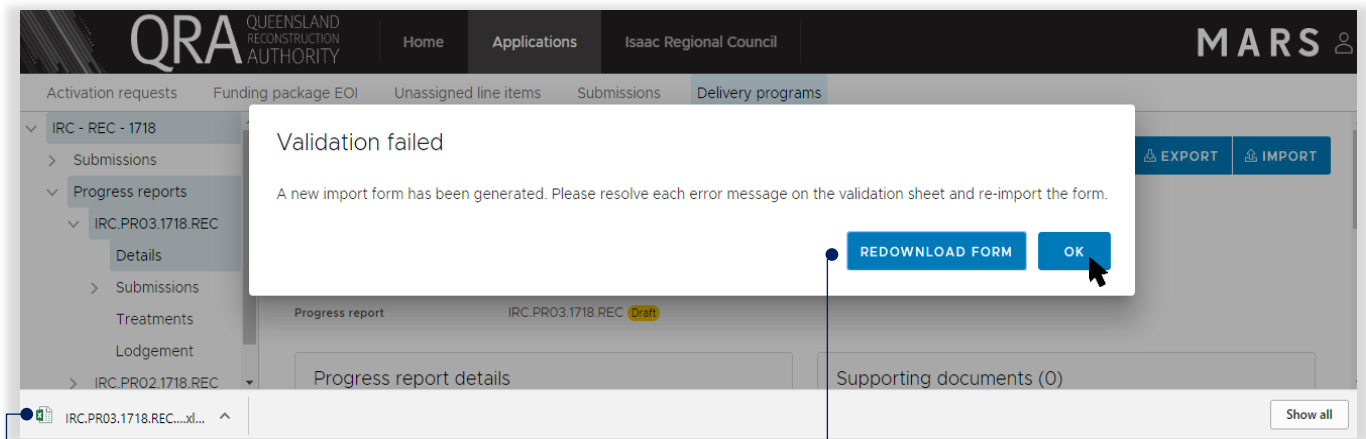 QRA QUEENSLAND RECONSTRUCTION AUTHORITY
Home Applications Isaac Regional Council
MARS
Activation requests Funding package EOI Unassigned line items Submissions Delivery programs
IRC - REC - 1718
Submissions
Progress reports
IRC.PR03.1718.REC
Details
Submissions
Treatments
Lodgement
IRC.PR02.1718.REC
EXPORT IMPORT
Validation failed
A new import form has been generated. Please resolve each error message on the validation sheet and re-import the form.
REDOWNLOAD FORM OK
Progress report IRC.PR03.1718.REC Draft
Progress report details Supporting documents (0)
IRC.PR03.1718.REC....xl... Show all